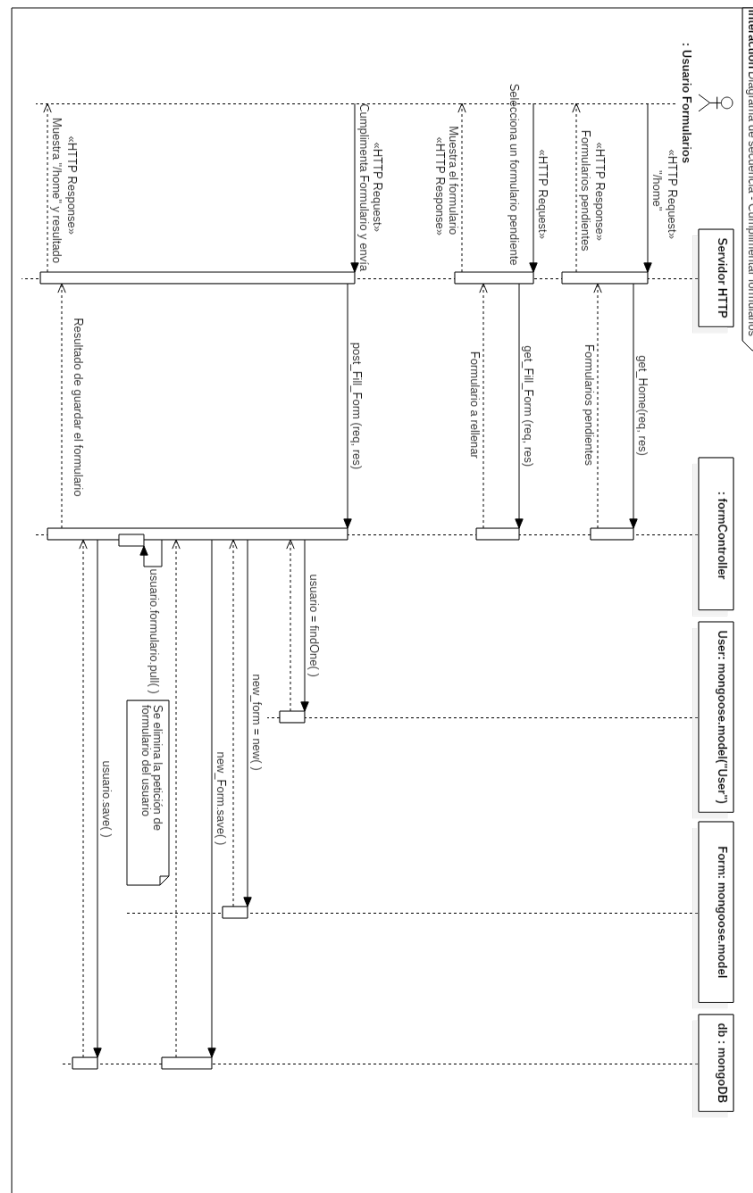 Interaction Diagrama de secuencia - Cumplimentar formularios
: Usuario Formularios
Servidor HTTP
: formController
User: mongoose.model("User")
Form: mongoose.model
db : mongoDB
«HTTP Request»
"/home"
get_Home(req, res)
Formularios pendientes
«HTTP Response»
Formularios pendientes
«HTTP Request»
Selecciona un formulario pendiente
get_Fill_Form (req, res)
Formulario a rellenar
Muestra el formulario
«HTTP Response»
«HTTP Request»
Cumplimenta Formulario y envía
post_Fill_Form (req, res)
usuario = findOne( )
new_form = new( )
new_Form.save( )
usuario.formulario.pull( )
Se elimina la petición de
formulario del usuario
usuario.save( )
Resultado de guardar el formulario
«HTTP Response»
Muestra "/home" y resultado